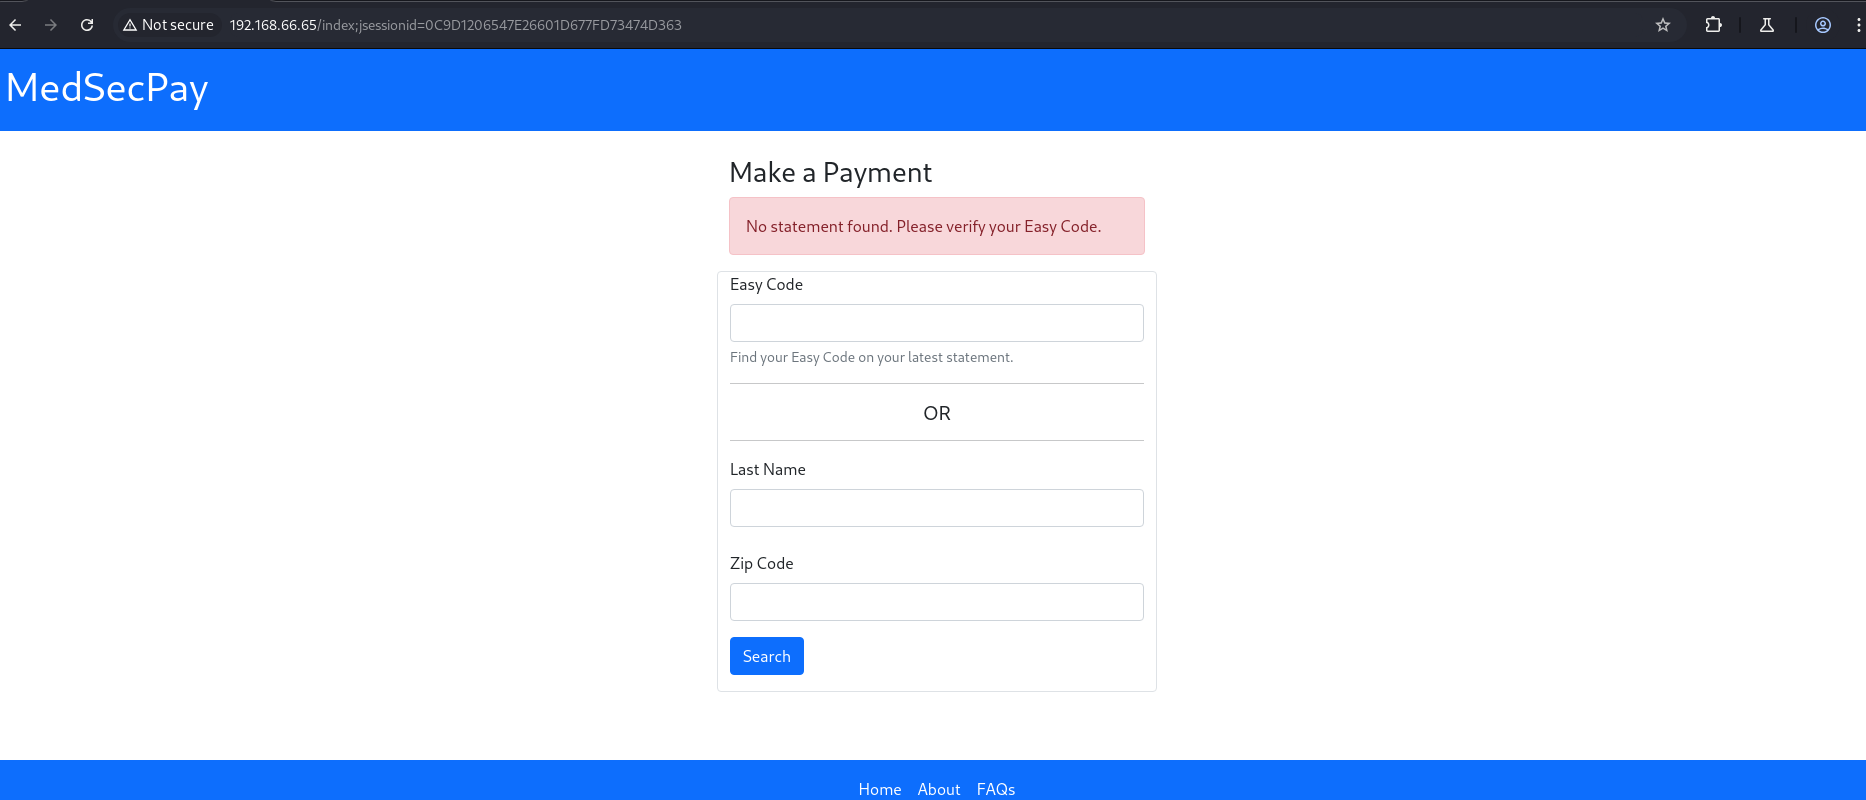 Not secure 192.168.66.65/index;jsessionid=0C9D1206547E26601D677FD73474D363
MedSecPay
Make a Payment
No statement found. Please verify your Easy Code.
Easy Code
Find your Easy Code on your latest statement.
OR
Last Name
Zip Code
Search
Home About FAQs